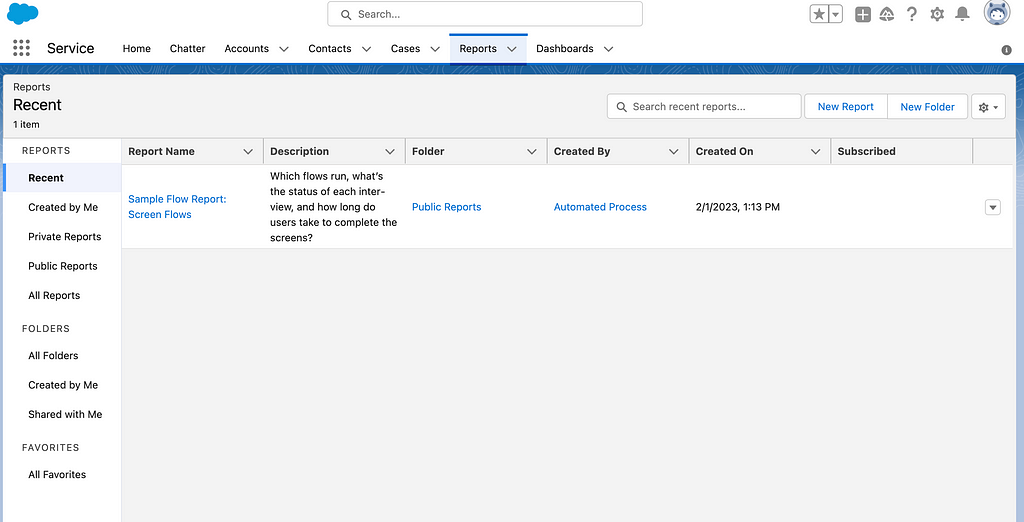 Search...
Service
Home
Chatter
Accounts
Contacts
Cases
Reports
Dashboards
Reports
Recent
1 item
Search recent reports...
New Report
New Folder
REPORTS
Recent
Created by Me
Private Reports
Public Reports
All Reports
FOLDERS
All Folders
Created by Me
Shared with Me
FAVORITES
All Favorites
Report Name
Description
Folder
Created By
Created On
Subscribed
Sample Flow Report:
Screen Flows
Which flows run, what's
the status of each inter-
view, and how long do
users take to complete the
screens?
Public Reports
Automated Process
2/1/2023, 1:13 PM